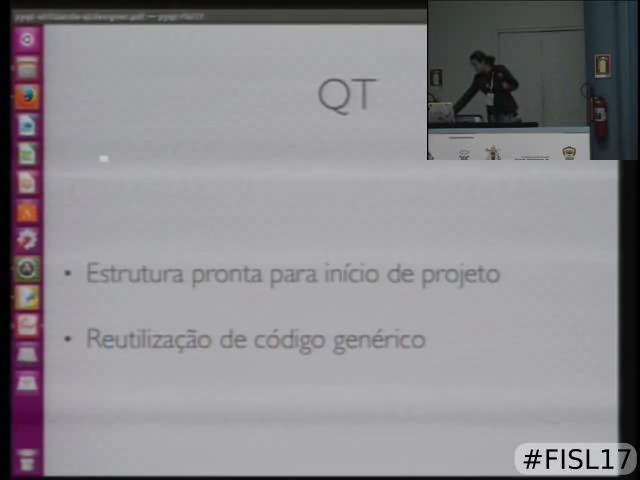 QT
• Estrutura pronta para início de projeto
• Reutilização de código genérico
#FISL17